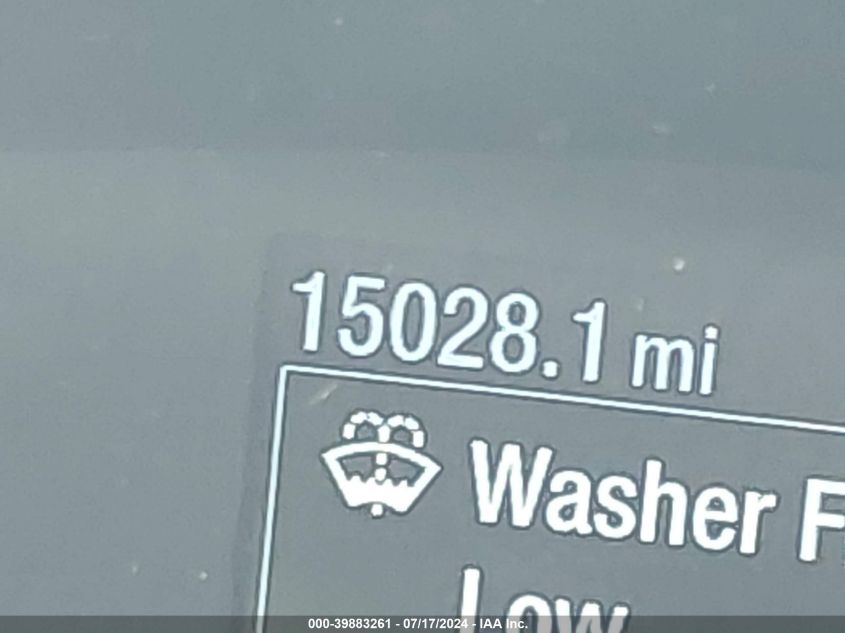 15028.1 mi
Washer F
Low
000-39883261 - 07/17/2024 - IAA Inc.